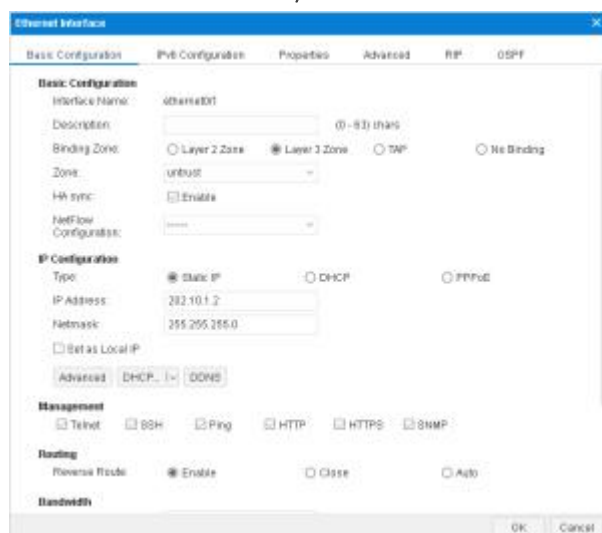 Ethernet Interface
Basic Configuration IPv6 Configuration Properties Advanced RIP OSPF
Basic Configuration
Interface Name: ethernet0/1
Description: (0 - 63) chars
Binding Zone: Layer 2 Zone Layer 3 Zone TAP No Binding
Zone: untrust
HA sync: Enable
NetFlow
Configuration: ------
IP Configuration
Type: Static IP DHCP PPPoE
IP Address: 202.10.1.2
Netmask: 255.255.255.0
Set as Local IP
Advanced DHCP... DDNS
Management
Telnet SSH Ping HTTP HTTPS SNMP
Routing
Reverse Route: Enable Close Auto
Bandwidth
OK Cancel